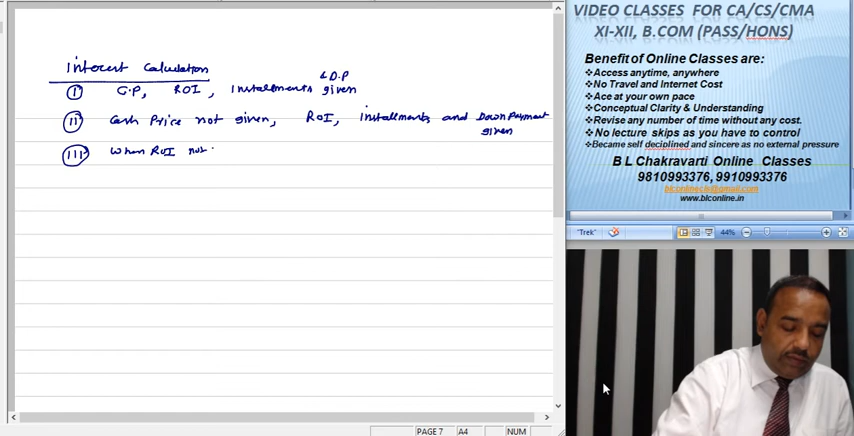 Interest Calculation
& D.P
(I) C.P, ROI, Installments given
(II) Cash Price not given, ROI, installments and Down Payment
given
(III) When ROI not
VIDEO CLASSES FOR CA/CS/CMA
XI-XII, B.COM (PASS/HONS)
Benefit of Online Classes are:
❖Access anytime, anywhere
❖No Travel and Internet Cost
❖Ace at your own pace
❖Conceptual Clarity & Understanding
❖Revise any number of time without any cost.
❖No lecture skips as you have to control
❖Became self deciplined and sincere as no external pressure
B L Chakravarti Online Classes
9810993376, 9910993376
www.blconline.in
"Trek"
44%
PAGE 7 A4 NUM